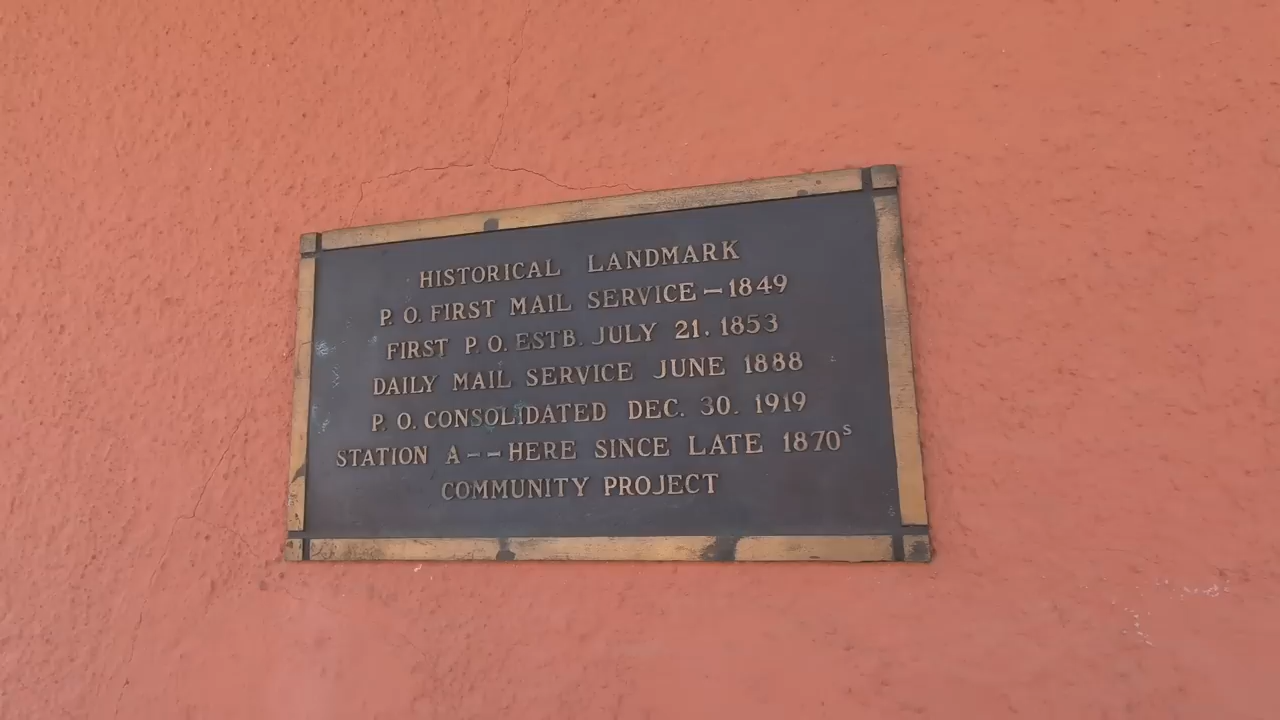 HISTORICAL LANDMARK
P. O. FIRST MAIL SERVICE — 1849
FIRST P. O. ESTB. JULY 21. 1853
DAILY MAIL SERVICE JUNE 1888
P. O. CONSOLIDATED DEC. 30. 1919
STATION A -- HERE SINCE LATE 1870s
COMMUNITY PROJECT